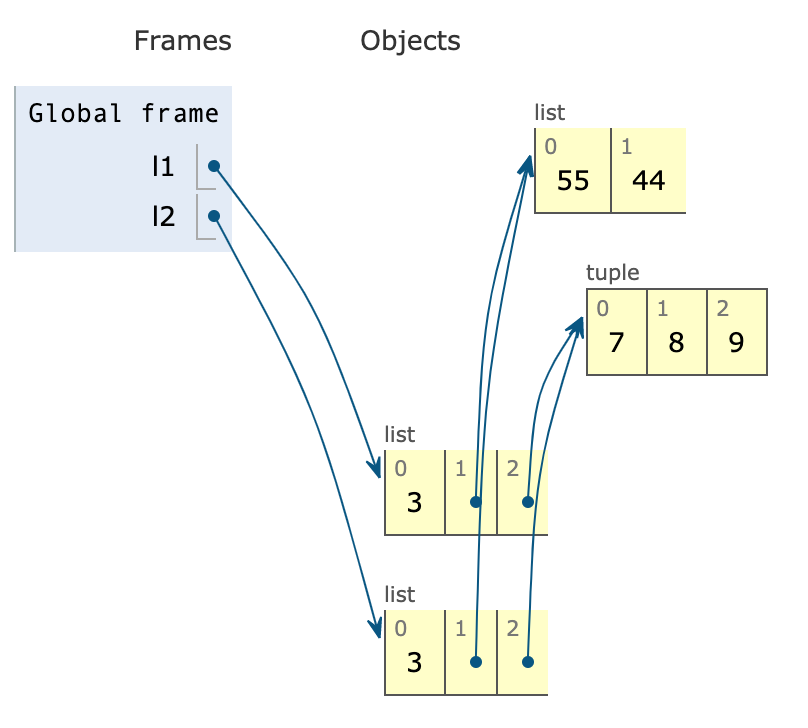 Frames Objects
Global frame
l1
l2
list
0 1
55 44
tuple
0 1 2
7 8 9
list
0 1 2
3
list
0 1 2
3